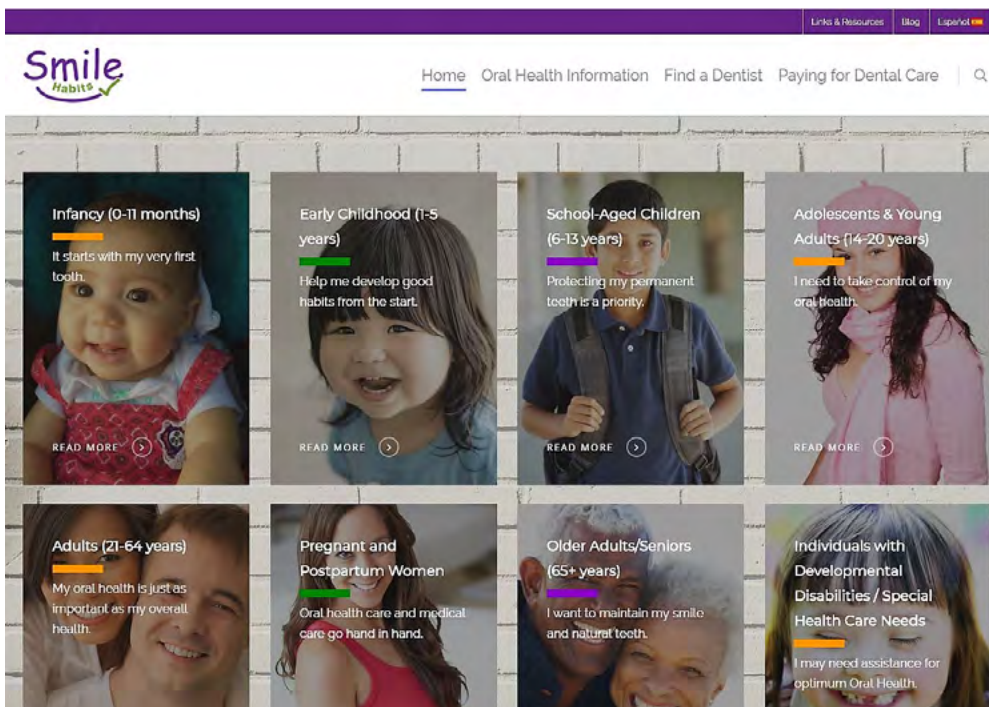 Links & Resources Blog Español
Smile
Habits
Home Oral Health Information Find a Dentist Paying for Dental Care
Infancy (0-11 months)
It starts with my very first
tooth.
READ MORE
Early Childhood (1-5
years)
Help me develop good
habits from the start.
READ MORE
School-Aged Children
(6-13 years)
Protecting my permanent
teeth is a priority.
READ MORE
Adolescents & Young
Adults (14-20 years)
I need to take control of my
oral health.
READ MORE
Adults (21-64 years)
My oral health is just as
important as my overall
health.
Pregnant and
Postpartum Women
Oral health care and medical
care go hand in hand.
Older Adults/Seniors
(65+ years)
I want to maintain my smile
and natural teeth.
Individuals with
Developmental
Disabilities / Special
Health Care Needs
I may need assistance for
optimum Oral Health.